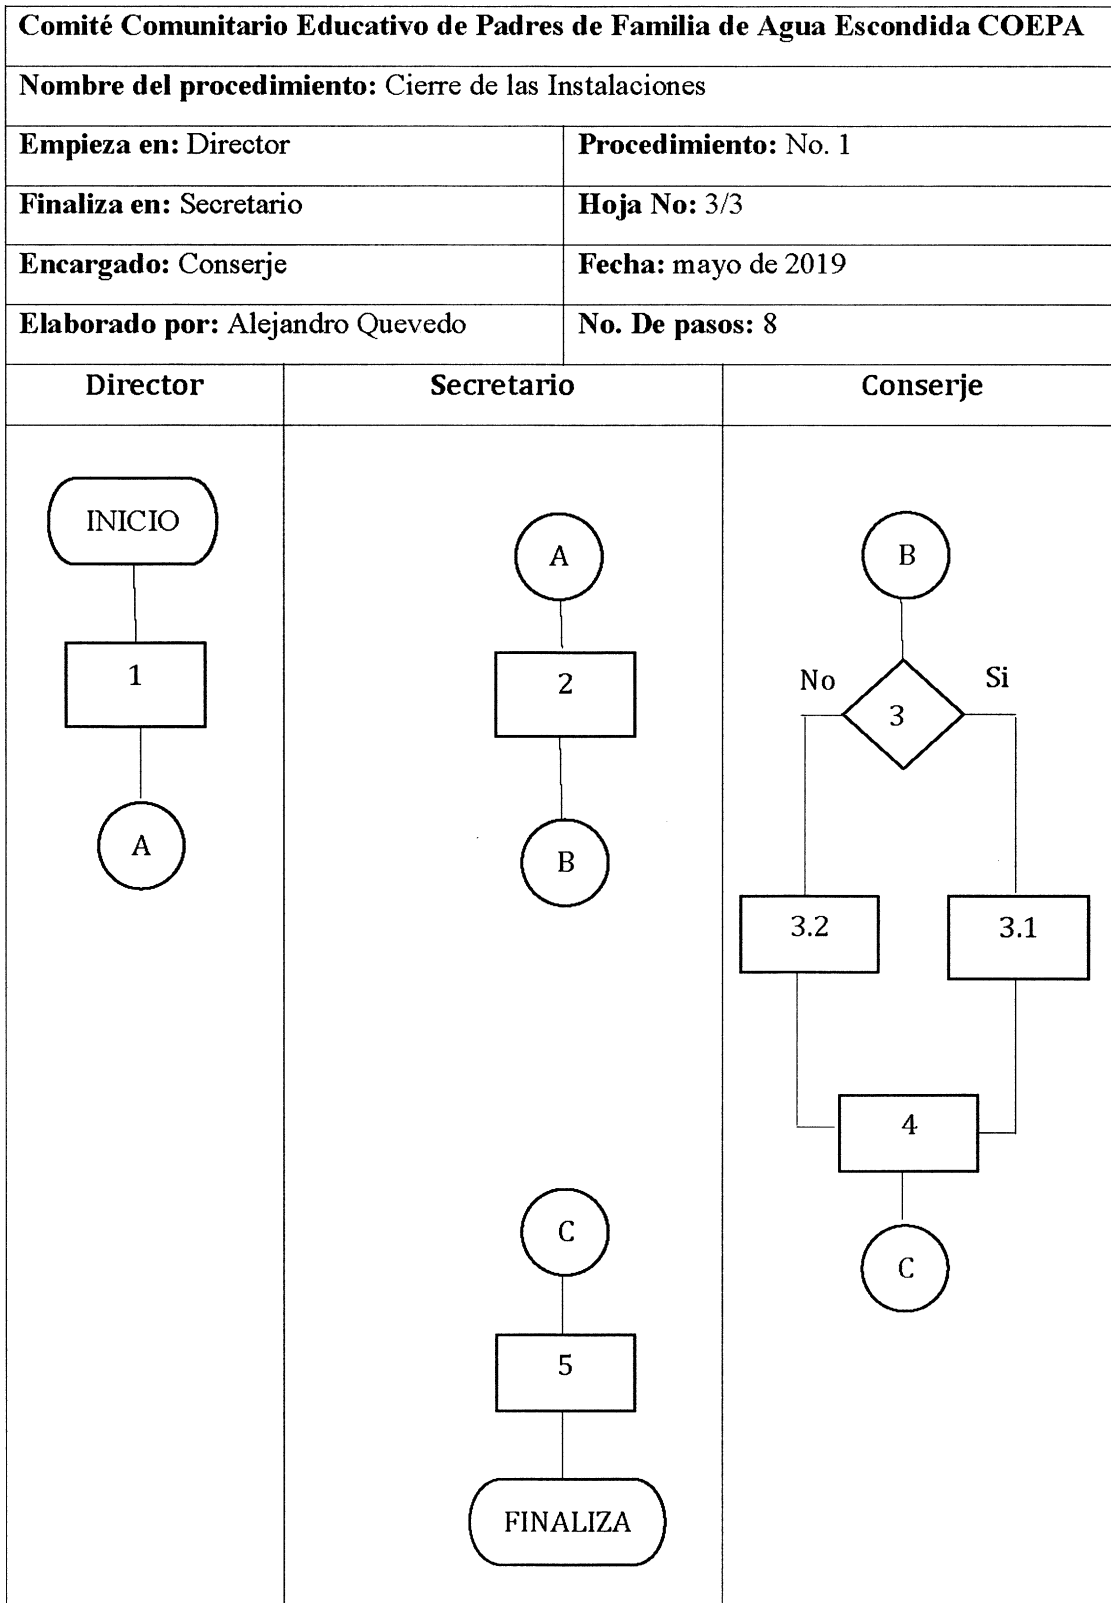 Comité Comunitario Educativo de Padres de Familia de Agua Escondida COEPA
Nombre del procedimiento: Cierre de las Instalaciones
Empieza en: Director
Procedimiento: No. 1
Finaliza en: Secretario
Hoja No: 3/3
Encargado: Conserje
Fecha: mayo de 2019
Elaborado por: Alejandro Quevedo
No. De pasos: 8
Director
Secretario
Conserje
INICIO
1
A
A
2
B
C
5
FINALIZA
B
No
Si
3
3.2
3.1
4
C